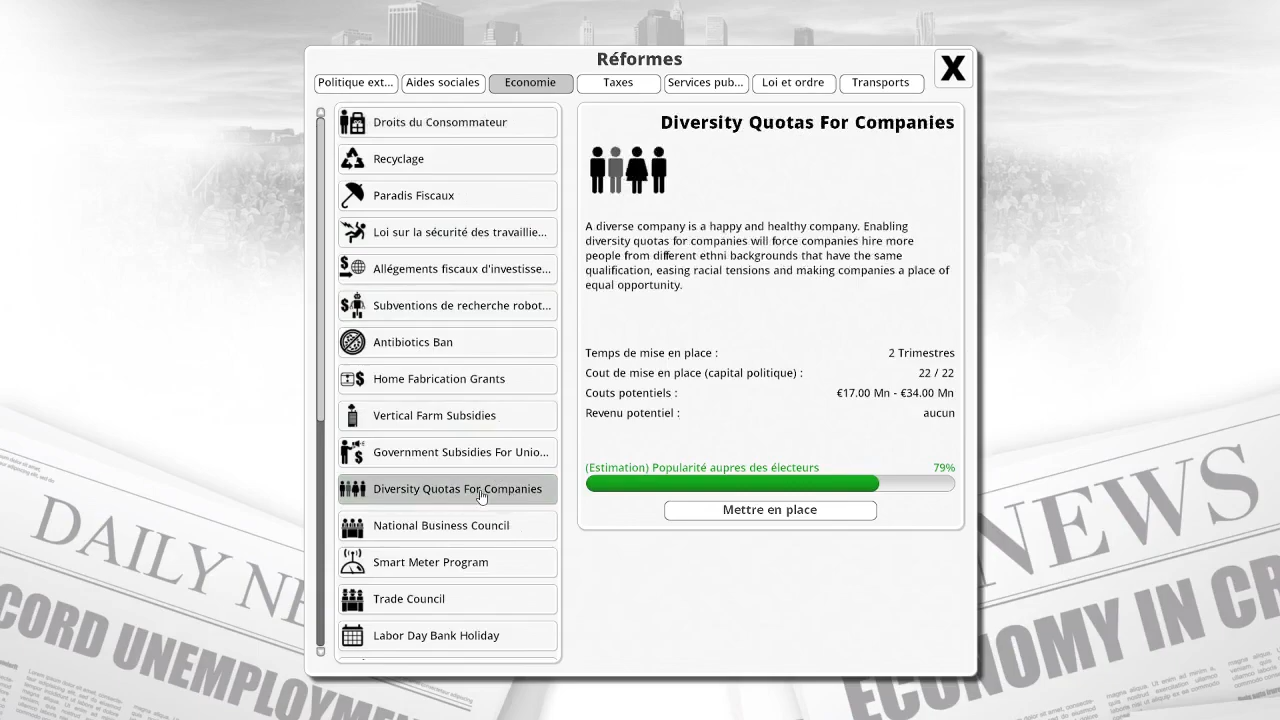 Réformes
X
Politique ext...
Aides sociales
Economie
Taxes
Services pub...
Loi et ordre
Transports
Droits du Consommateur
Recyclage
Paradis Fiscaux
Loi sur la sécurité des travaillie...
Allégements fiscaux d'investisse...
Subventions de recherche robot...
Antibiotics Ban
Home Fabrication Grants
Vertical Farm Subsidies
Government Subsidies For Unio...
Diversity Quotas For Companies
National Business Council
Smart Meter Program
Trade Council
Labor Day Bank Holiday
Diversity Quotas For Companies
A diverse company is a happy and healthy company. Enabling
diversity quotas for companies will force companies hire more
people from different ethni backgrounds that have the same
qualification, easing racial tensions and making companies a place of
equal opportunity.
Temps de mise en place : 2 Trimestres
Cout de mise en place (capital politique) : 22 / 22
Couts potentiels : €17.00 Mn - €34.00 Mn
Revenu potentiel : aucun
(Estimation) Popularité aupres des électeurs 79%
Mettre en place
DAILY NE
CORD UNEMPLOYM
NEWS
ECONOMY IN CR